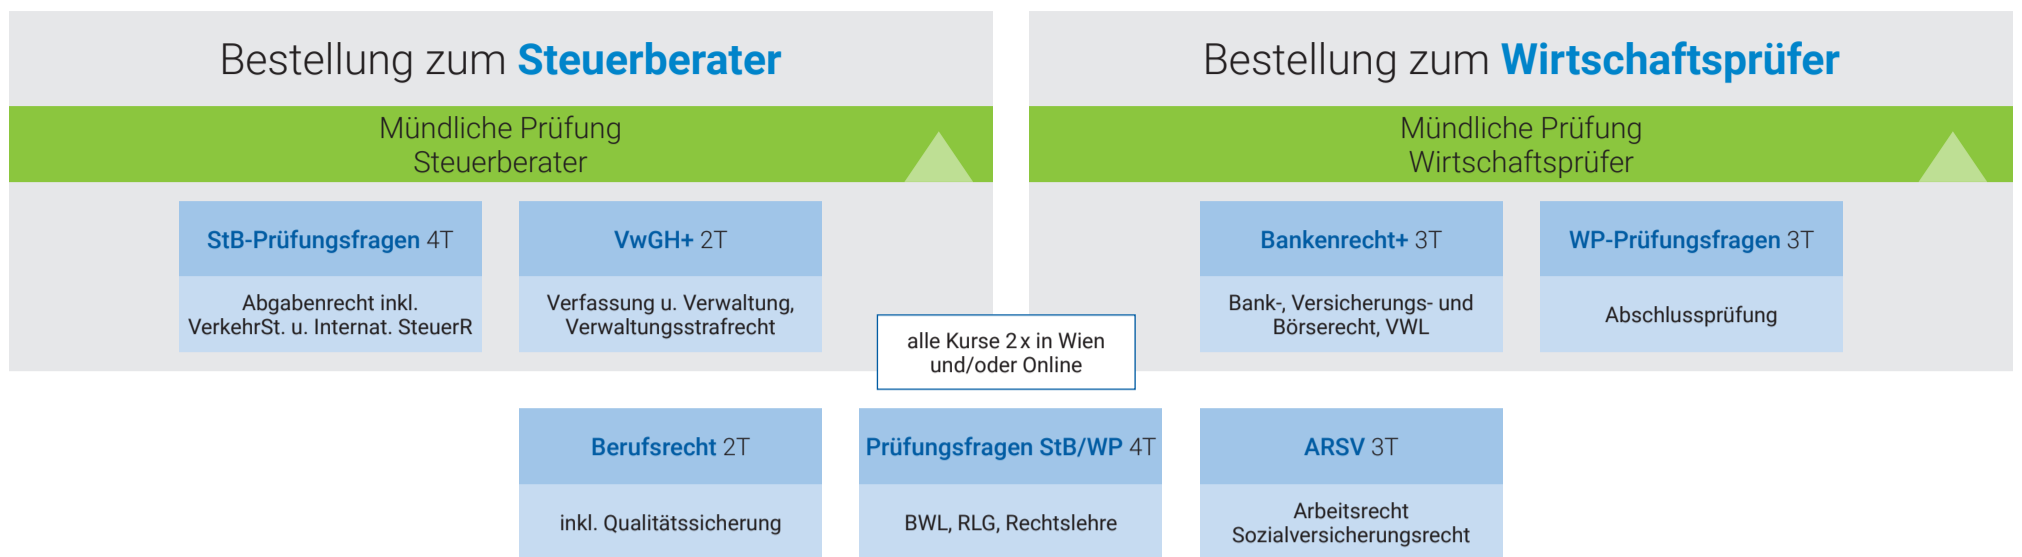 Bestellung zum Steuerberater
Mündliche Prüfung
Steuerberater
StB-Prüfungsfragen 4T
Abgabenrecht inkl.
VerkehrSt. u. Internat. SteuerR
VwGH+ 2T
Verfassung u. Verwaltung,
Verwaltungsstrafrecht
Bestellung zum Wirtschaftsprüfer
Mündliche Prüfung
Wirtschaftsprüfer
Bankenrecht+ 3T
Bank-, Versicherungs- und
Börserecht, VWL
WP-Prüfungsfragen 3T
Abschlussprüfung
alle Kurse 2x in Wien
und/oder Online
Berufsrecht 2T
inkl. Qualitätssicherung
Prüfungsfragen StB/WP 4T
BWL, RLG, Rechtslehre
ARSV 3T
Arbeitsrecht
Sozialversicherungsrecht